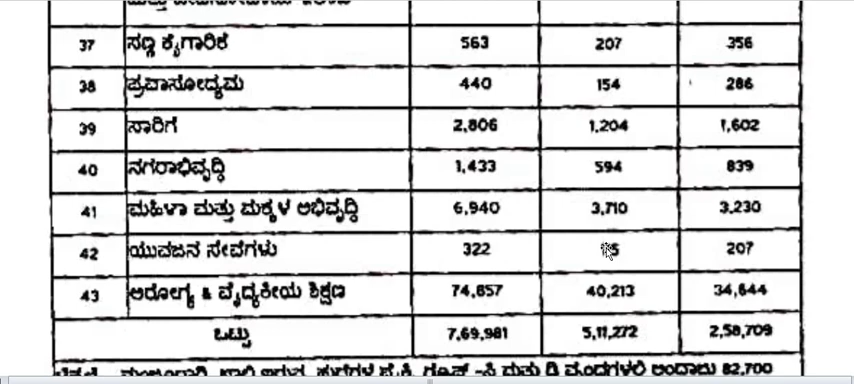 37 ಸಣ್ಣ ಕೈಗಾರಿಕೆ 563 207 356
38 ಪ್ರವಾಸೋದ್ಯಮ 440 154 286
39 ಸಾರಿಗೆ 2,806 1,204 1,602
40 ನಗರಾಭಿವೃದ್ಧಿ 1,433 594 839
41 ಮಹಿಳಾ ಮತ್ತು ಮಕ್ಕಳ ಅಭಿವೃದ್ಧಿ 6,940 3,710 3,230
42 ಯುವಜನ ಸೇವೆಗಳು 322 207
43 ಆರೋಗ್ಯ & ವೈದ್ಯಕೀಯ ಶಿಕ್ಷಣ 74,857 40,213 34,644
ಒಟ್ಟು 7,69,981 5,11,272 2,58,709
82,700